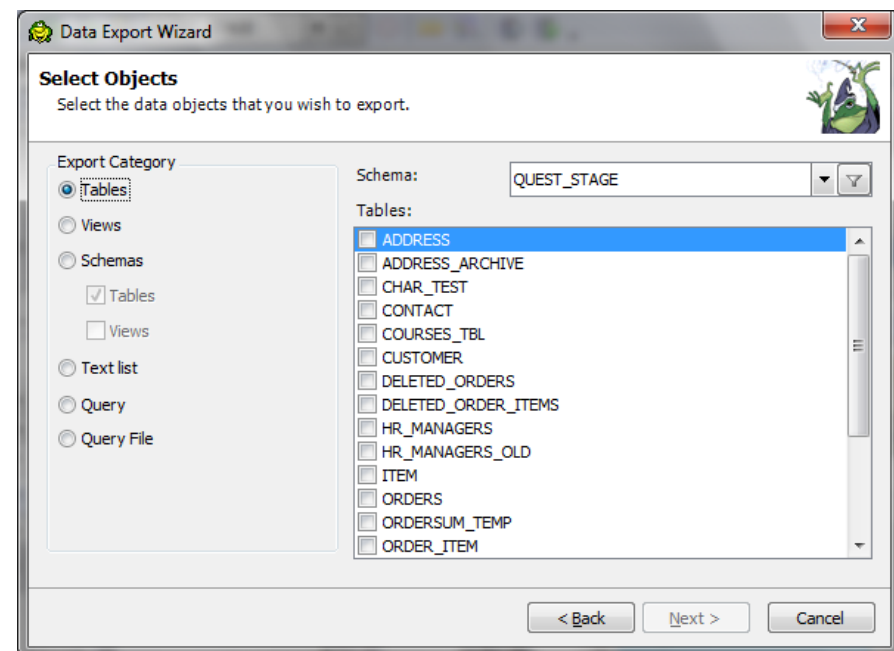 Data Export Wizard
Select Objects
Select the data objects that you wish to export.
Export Category
Tables
Views
Schemas
Tables
Views
Text list
Query
Query File
Schema:
QUEST_STAGE
Tables:
ADDRESS
ADDRESS_ARCHIVE
CHAR_TEST
CONTACT
COURSES_TBL
CUSTOMER
DELETED_ORDERS
DELETED_ORDER_ITEMS
HR_MANAGERS
HR_MANAGERS_OLD
ITEM
ORDERS
ORDERSUM_TEMP
ORDER_ITEM
< Back Next > Cancel